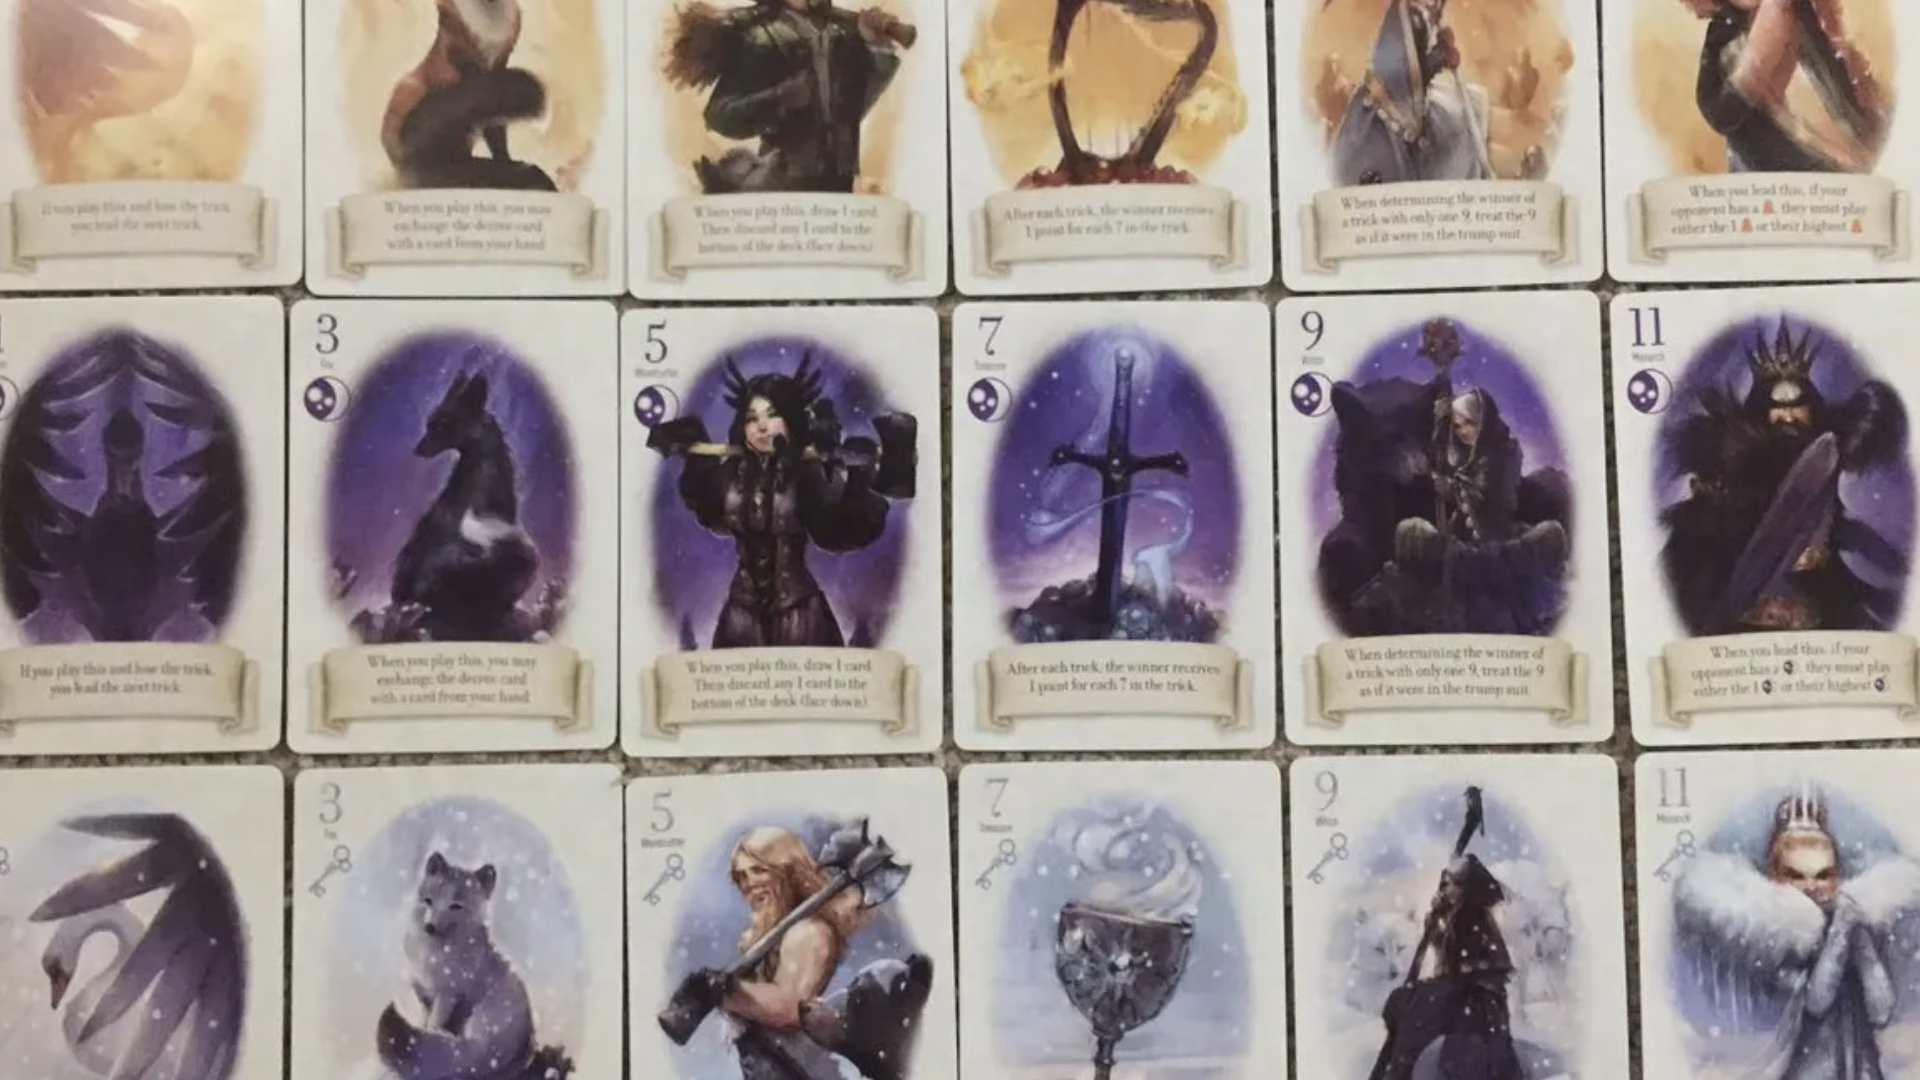 If you play this and lose the trick,
you lead the next trick.
When you play this, you may
exchange the decree card
with a card from your hand.
When you play this, draw 1 card.
Then discard any 1 card to the
bottom of the deck (face down).
After each trick, the winner receives
1 point for each 7 in the trick.
When determining the winner of
a trick with only one 9, treat the 9
as if it were in the trump suit.
When you lead this, if your
opponent has a , they must play
either the 1 or their highest
1
3
Fox
5
Woodcutter
7
Treasure
9
Witch
11
Monarch
If you play this and lose the trick,
you lead the next trick.
When you play this, you may
exchange the decree card
with a card from your hand.
When you play this, draw 1 card.
Then discard any 1 card to the
bottom of the deck (face down).
After each trick, the winner receives
1 point for each 7 in the trick.
When determining the winner of
a trick with only one 9, treat the 9
as if it were in the trump suit.
When you lead this, if your
opponent has a , they must play
either the 1 or their highest
3
Fox
5
Woodcutter
7
Treasure
9
Witch
11
Monarch